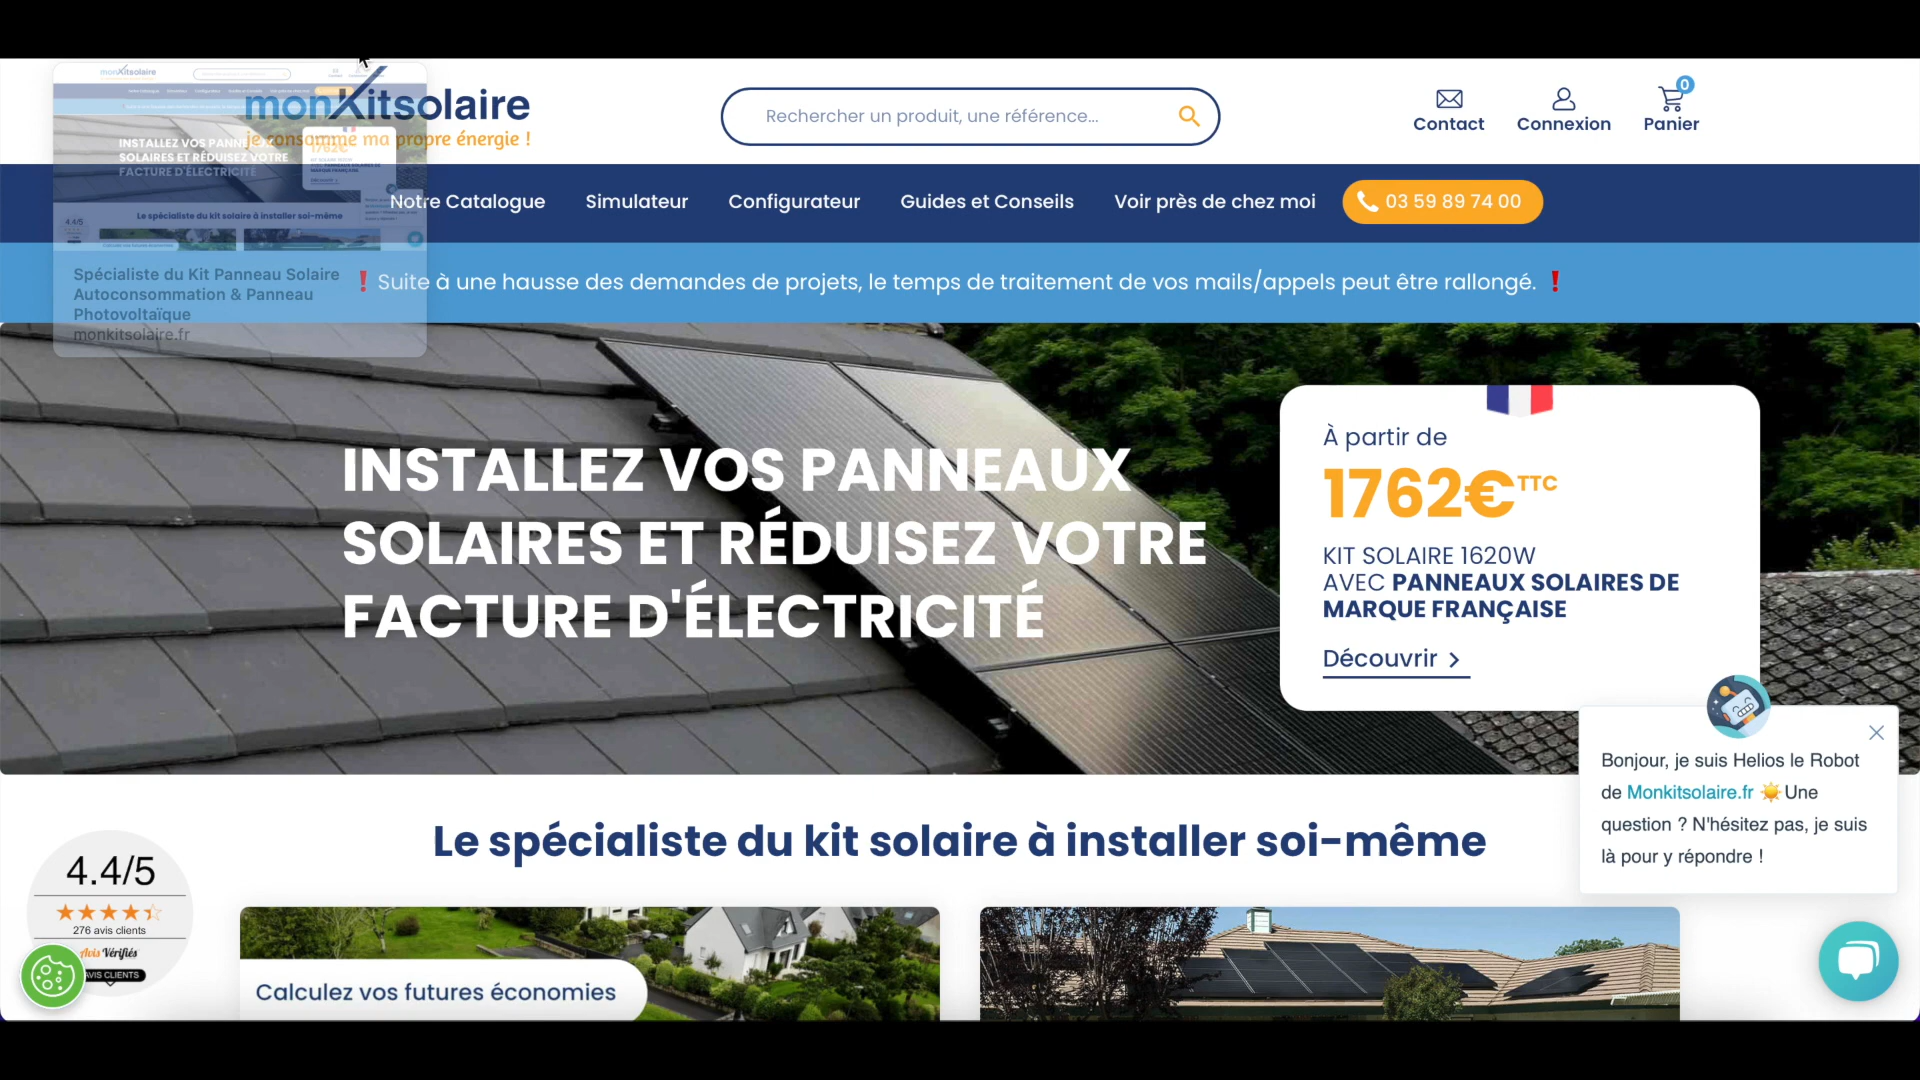 monKitsolaire
je consomme ma propre énergie !
Rechercher un produit, une référence...
Contact
Connexion
0
Panier
Notre Catalogue
Simulateur
Configurateur
Guides et Conseils
Voir près de chez moi
03 59 89 74 00
❗ Suite à une hausse des demandes de projets, le temps de traitement de vos mails/appels peut être rallongé. ❗
monKitsolaire
INSTALLEZ VOS PANNEAUX
SOLAIRES ET RÉDUISEZ VOTRE
FACTURE D'ÉLECTRICITÉ
1762€
Le spécialiste du kit solaire à installer soi-même
Spécialiste du Kit Panneau Solaire
Autoconsommation & Panneau
Photovoltaïque
monkitsolaire.fr
INSTALLEZ VOS PANNEAUX
SOLAIRES ET RÉDUISEZ VOTRE
FACTURE D'ÉLECTRICITÉ
À partir de
1762€TTC
KIT SOLAIRE 1620W
AVEC PANNEAUX SOLAIRES DE
MARQUE FRANÇAISE
Découvrir >
Bonjour, je suis Helios le Robot
de Monkitsolaire.fr ☀️ Une
question ? N'hésitez pas, je suis
là pour y répondre !
Le spécialiste du kit solaire à installer soi-même
4.4/5
276 avis clients
Avis Vérifiés
AVIS CLIENTS
Calculez vos futures économies